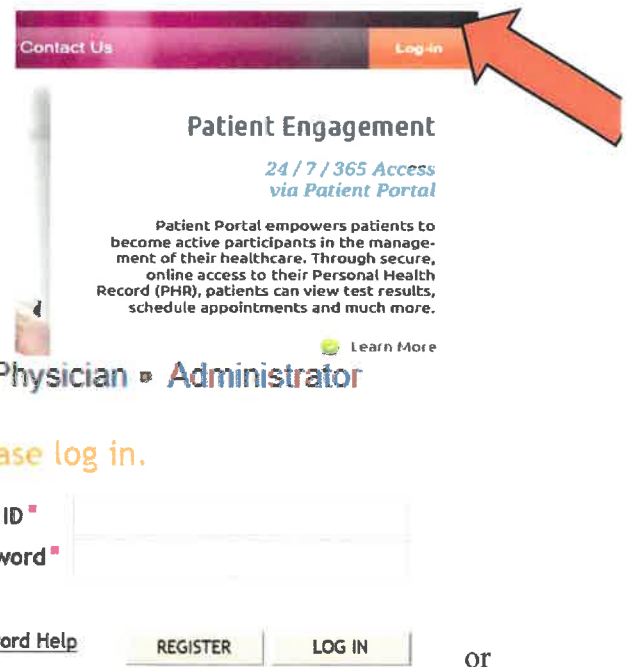 Contact Us Log-in
Patient Engagement
24 / 7 / 365 Access
via Patient Portal
Patient Portal empowers patients to
become active participants in the manage-
ment of their healthcare. Through secure,
online access to their Personal Health
Record (PHR), patients can view test results,
schedule appointments and much more.
Learn More
Physician Administrator
ase log in.
ID
word
ord Help REGISTER LOG IN or